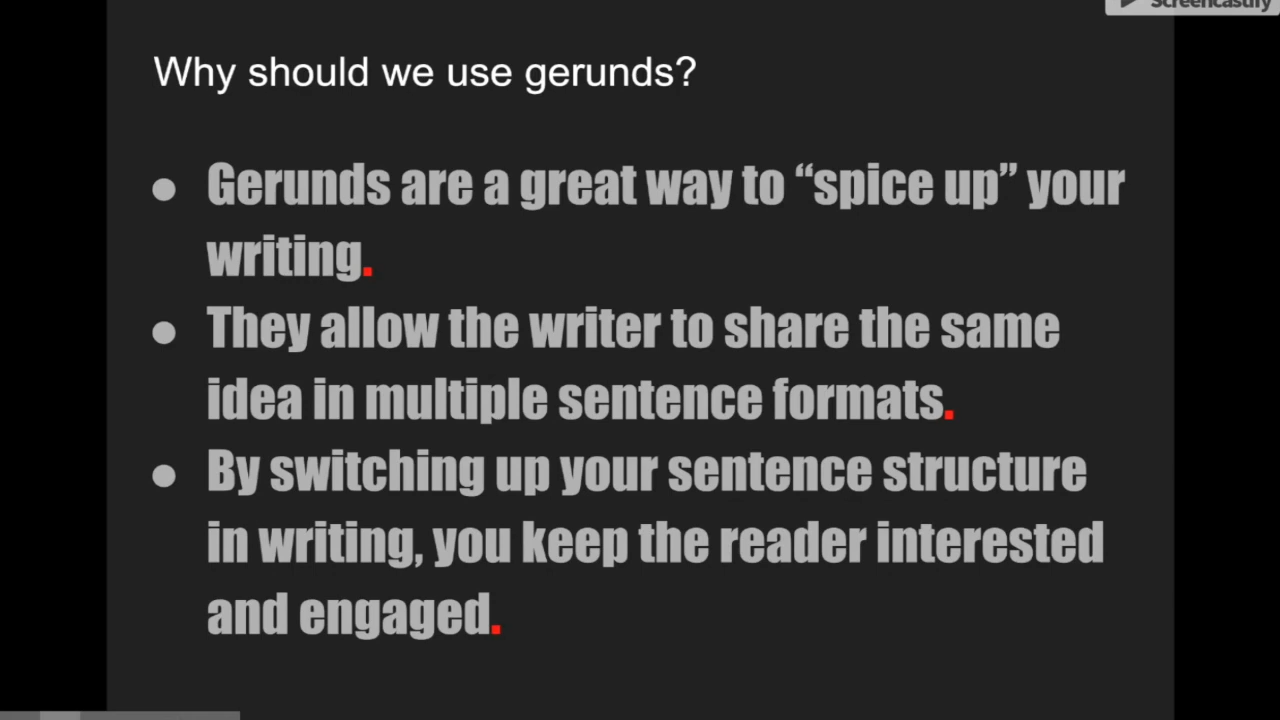 Screencastify
Why should we use gerunds?
● Gerunds are a great way to “spice up” your
writing.
● They allow the writer to share the same
idea in multiple sentence formats.
● By switching up your sentence structure
in writing, you keep the reader interested
and engaged.